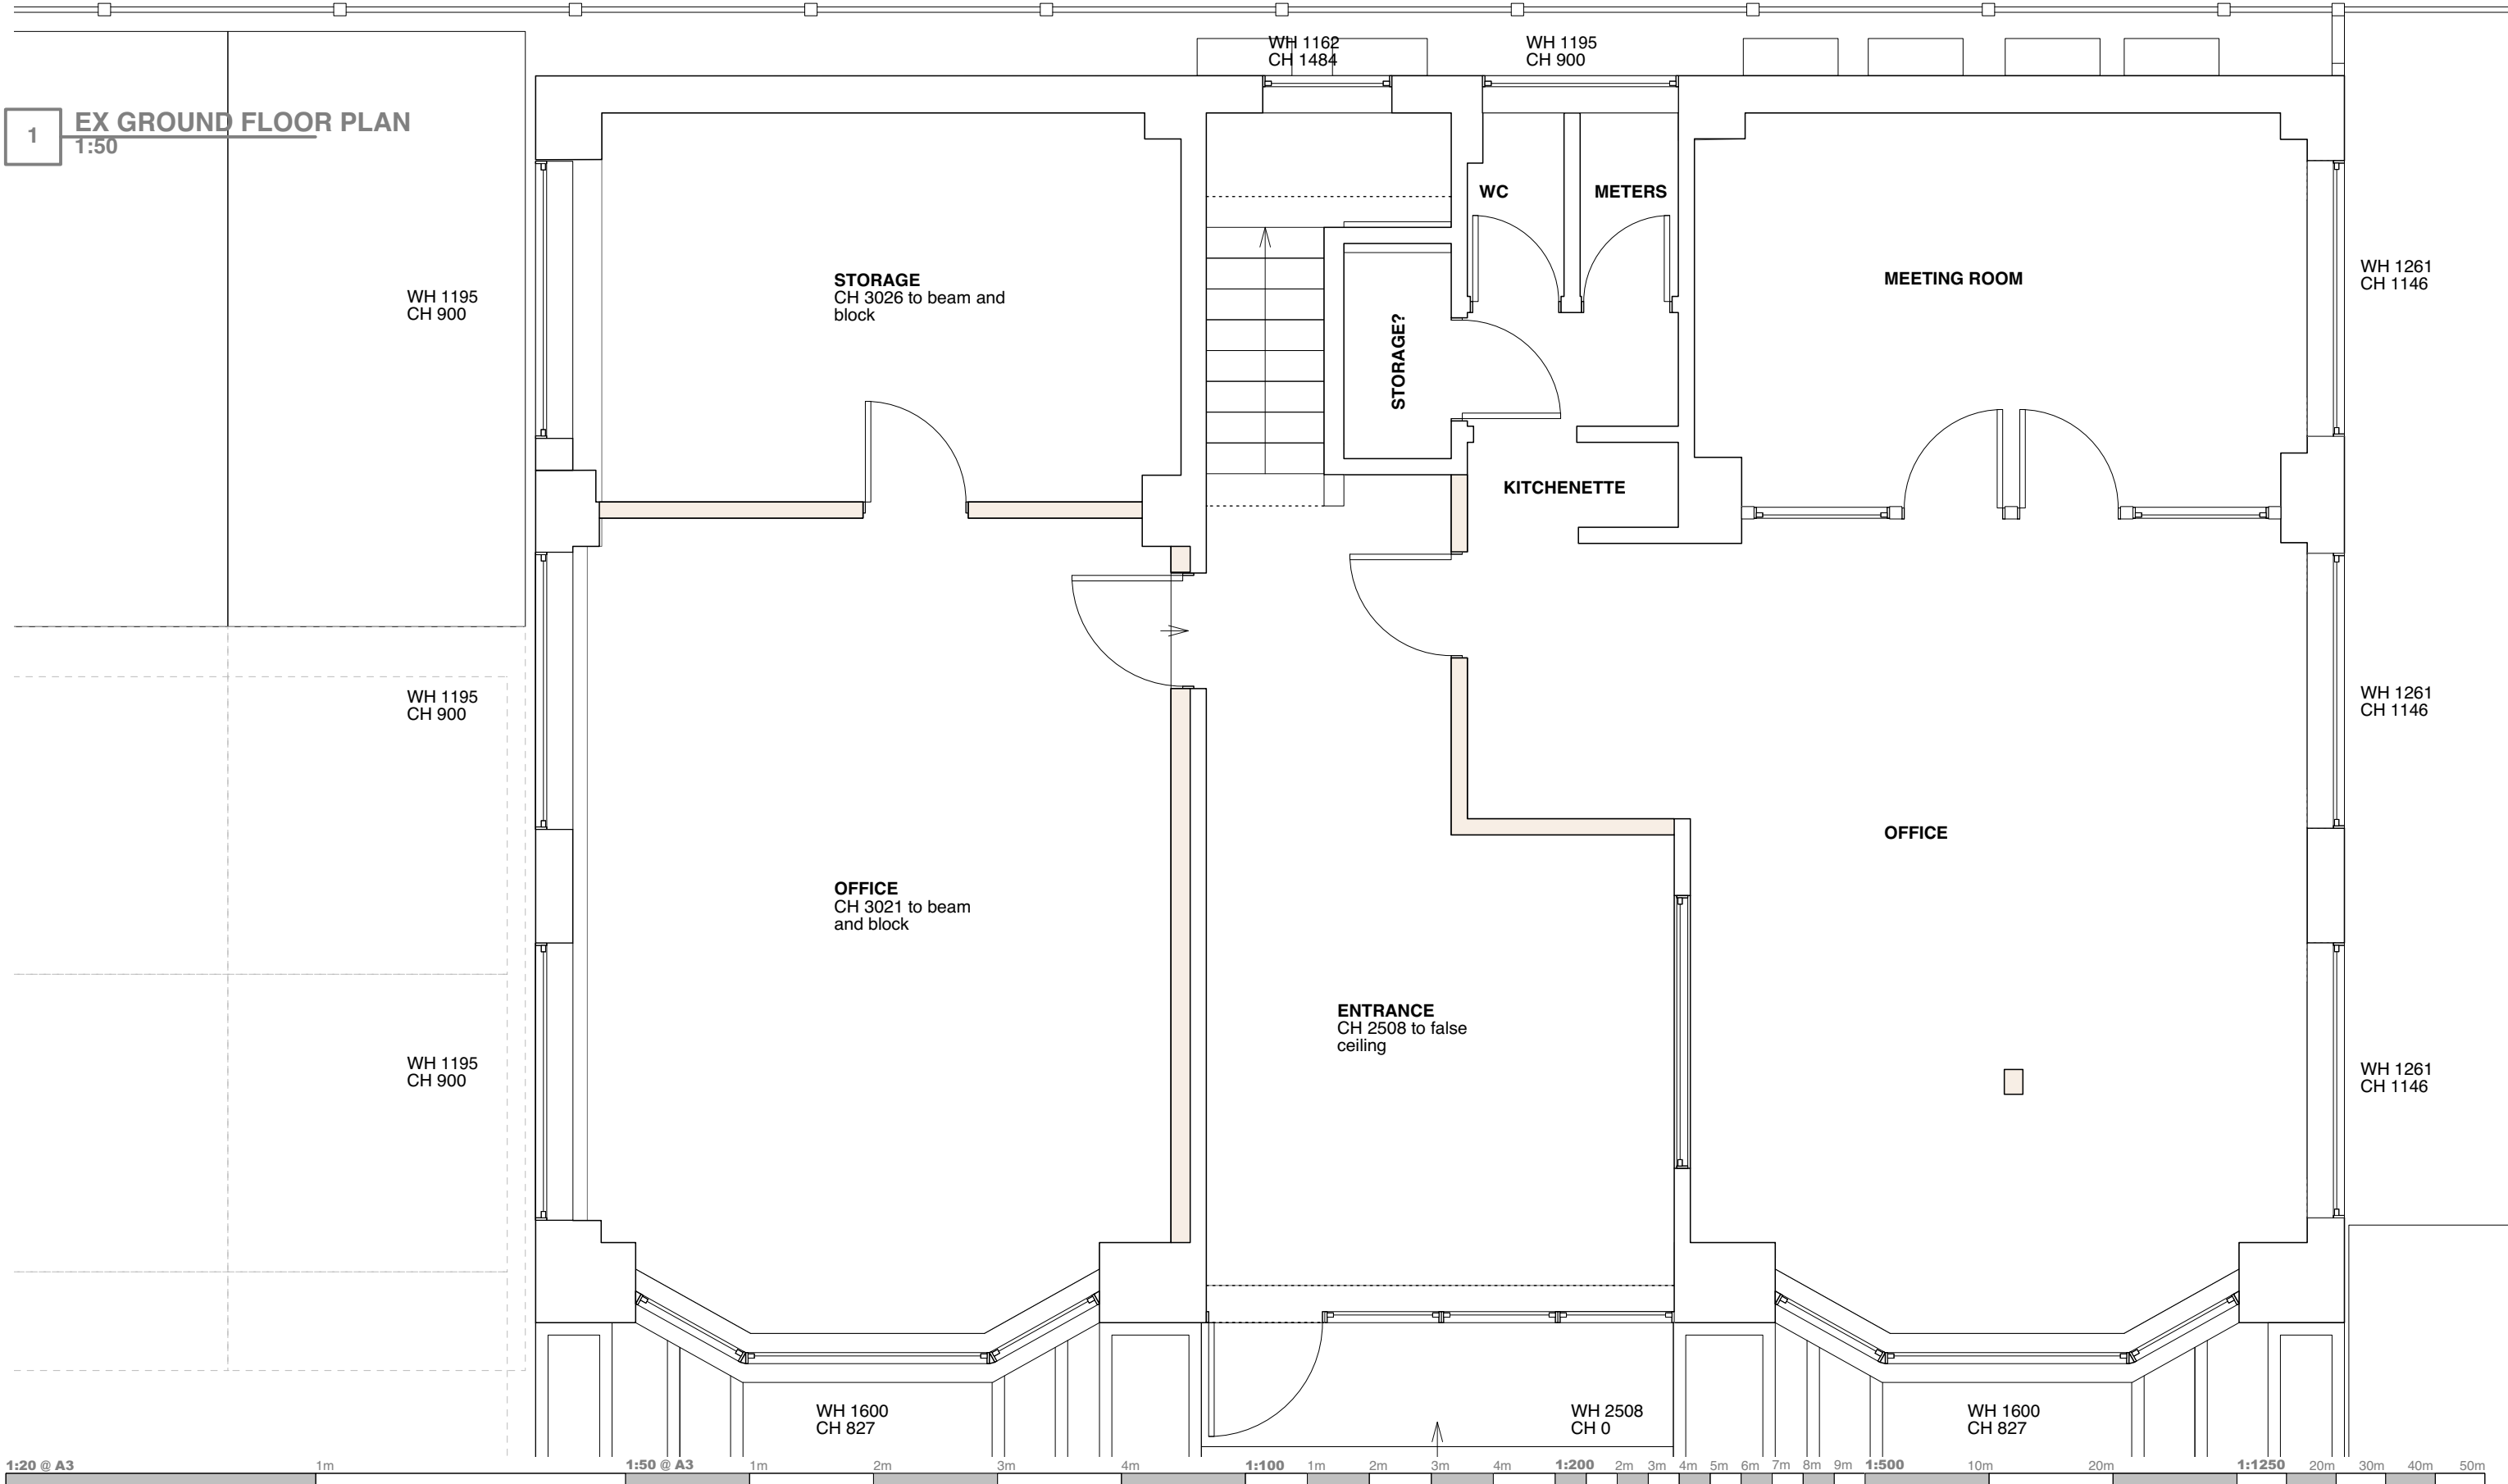 WH 1162
CH 1484
WH 1195
CH 900
1
EX GROUND FLOOR PLAN
1:50
WC
METERS
STORAGE
CH 3026 to beam and
block
WH 1195
CH 900
MEETING ROOM
WH 1261
CH 1146
STORAGE?
KITCHENETTE
WH 1195
CH 900
WH 1261
CH 1146
OFFICE
OFFICE
CH 3021 to beam
and block
ENTRANCE
CH 2508 to false
ceiling
WH 1195
CH 900
WH 1261
CH 1146
WH 1600
CH 827
WH 2508
CH 0
WH 1600
CH 827
1:20 @ A3 1m 1:50 @ A3 1m 2m 3m 4m 1:100 1m 2m 3m 4m 1:200 2m 3m 4m 5m 6m 7m 8m 9m 1:500 10m 20m 1:1250 20m 30m 40m 50m